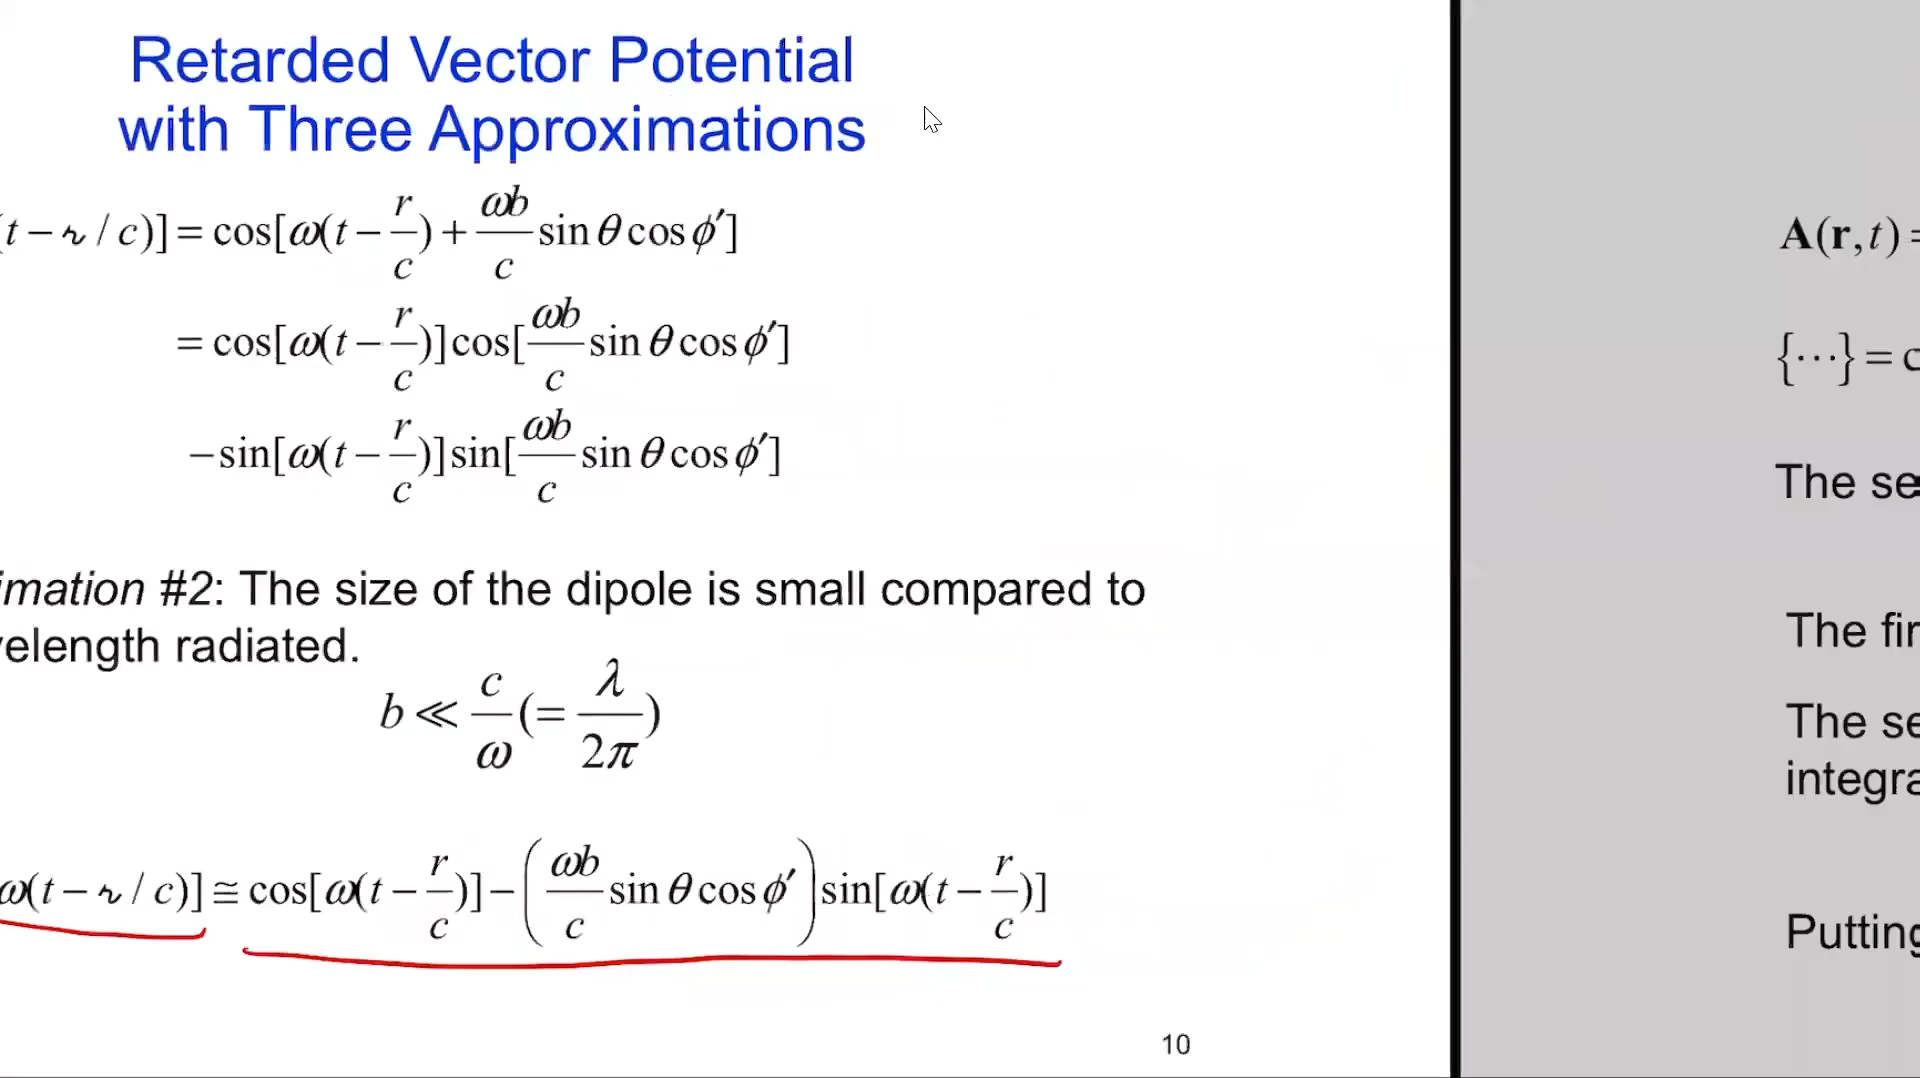 Retarded Vector Potential
with Three Approximations
t − 𝓇 / c)] = cos[ω(t − r/c) + ωb/c sin θ cos ϕ′]
= cos[ω(t − r/c)] cos[ωb/c sin θ cos ϕ′]
− sin[ω(t − r/c)] sin[ωb/c sin θ cos ϕ′]
imation #2: The size of the dipole is small compared to
elength radiated.
b ≪ c/ω (= λ/2π)
ω(t − 𝓇 / c)] ≅ cos[ω(t − r/c)] − (ωb/c sin θ cos ϕ′) sin[ω(t − r/c)]
10
A(r, t) =
{⋯} = c
The se
The fir
The se
integra
Putting